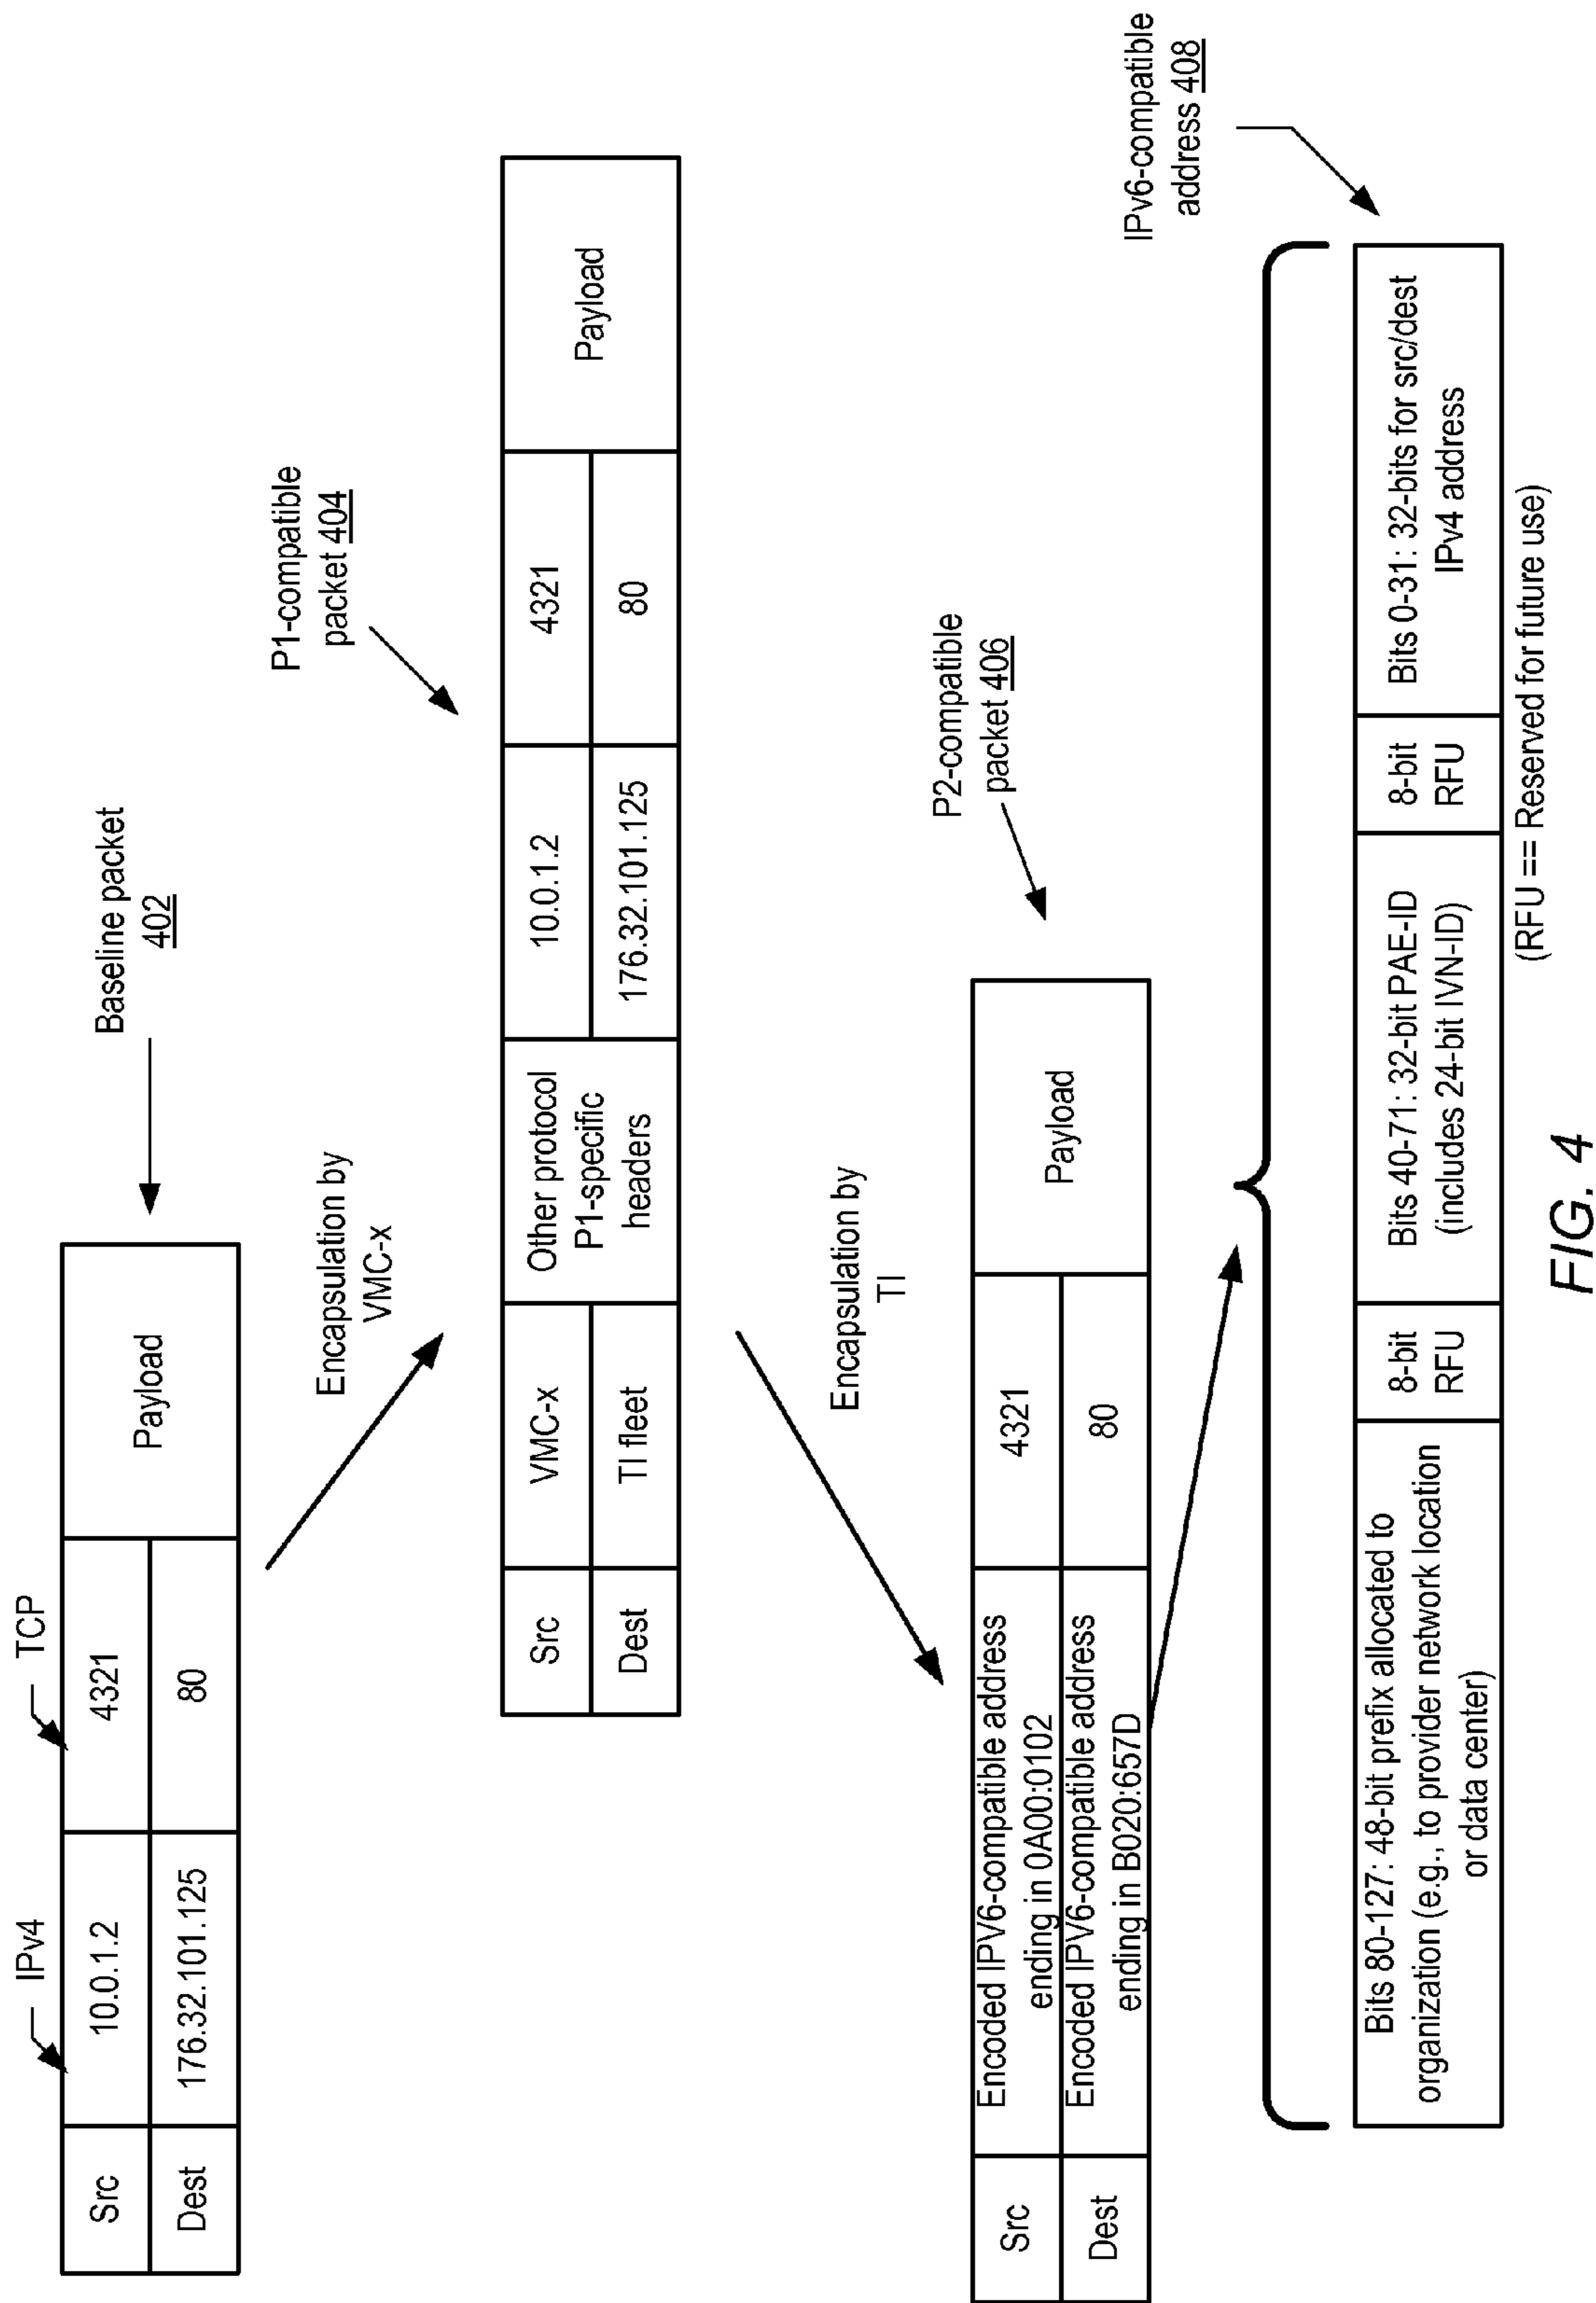 IPv4
TCP
Src
10.0.1.2
4321
Payload
Dest
176.32.101.125
80
Baseline packet
402
Encapsulation by
VMC-x
P1-compatible
packet 404
Src
VMC-x
Other protocol
P1-specific
headers
10.0.1.2
4321
Payload
Dest
TI fleet
176.32.101.125
80
Encapsulation by
TI
P2-compatible
packet 406
Src
Encoded IPV6-compatible address
ending in 0A00:0102
4321
Payload
Dest
Encoded IPV6-compatible address
ending in B020:657D
80
IPv6-compatible
address 408
Bits 80-127: 48-bit prefix allocated to
organization (e.g., to provider network location
or data center)
8-bit
RFU
Bits 40-71: 32-bit PAE-ID
(includes 24-bit IVN-ID)
8-bit
RFU
Bits 0-31: 32-bits for src/dest
IPv4 address
(RFU == Reserved for future use)
FIG. 4